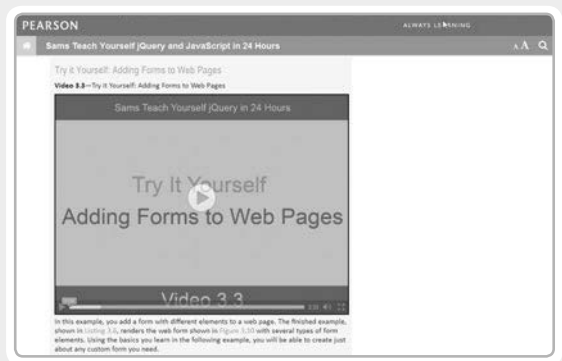 PEARSON
ALWAYS LEARNING
Sams Teach Yourself jQuery and JavaScript in 24 Hours
A A
Try it Yourself: Adding Forms to Web Pages
Video 3.3—Try it Yourself: Adding Forms to Web Pages
Sams Teach Yourself jQuery in 24 Hours
Try It Yourself
Adding Forms to Web Pages
Video 3.3
In this example, you add a form with different elements to a web page. The finished example,
shown in Listing 3.6, renders the web form shown in Figure 3.10 with several types of form
elements. Using the basics you learn in the following example, you will be able to create just
about any custom form you need.